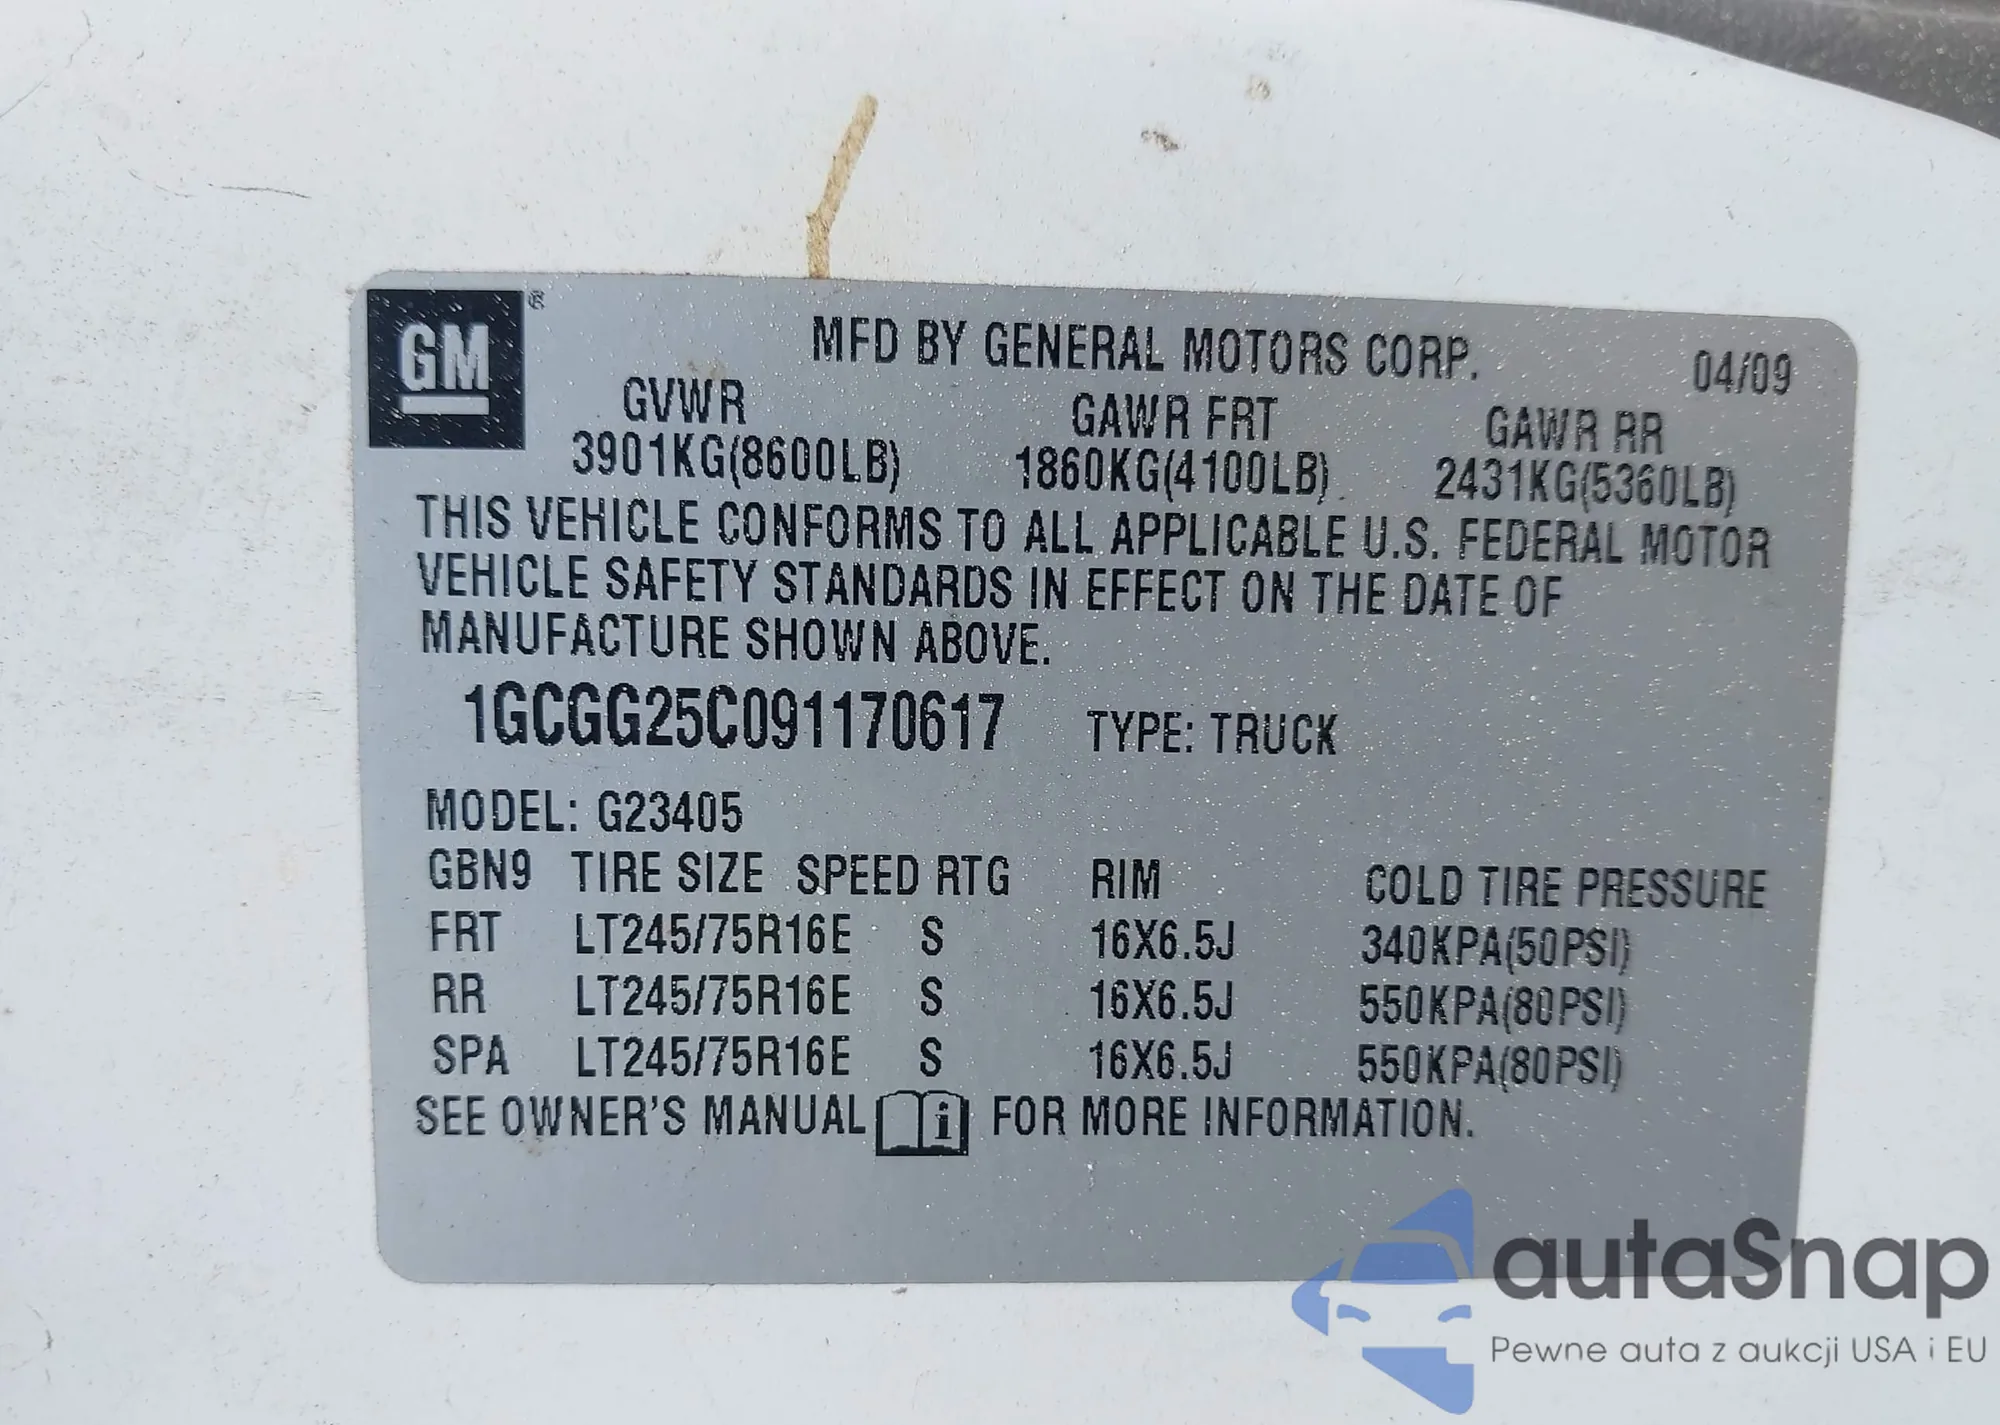 GM®
MFD BY GENERAL MOTORS CORP. 04/09
GVWR GAWR FRT GAWR RR
3901KG(8600LB) 1860KG(4100LB) 2431KG(5360LB)
THIS VEHICLE CONFORMS TO ALL APPLICABLE U.S. FEDERAL MOTOR
VEHICLE SAFETY STANDARDS IN EFFECT ON THE DATE OF
MANUFACTURE SHOWN ABOVE.
1GCGG25C091170617 TYPE: TRUCK
MODEL: G23405
GBN9 TIRE SIZE SPEED RTG RIM COLD TIRE PRESSURE
FRT LT245/75R16E S 16X6.5J 340KPA(50PSI)
RR LT245/75R16E S 16X6.5J 550KPA(80PSI)
SPA LT245/75R16E S 16X6.5J 550KPA(80PSI)
SEE OWNER'S MANUAL i FOR MORE INFORMATION.
autaSnap
Pewne auta z aukcji USA i EU